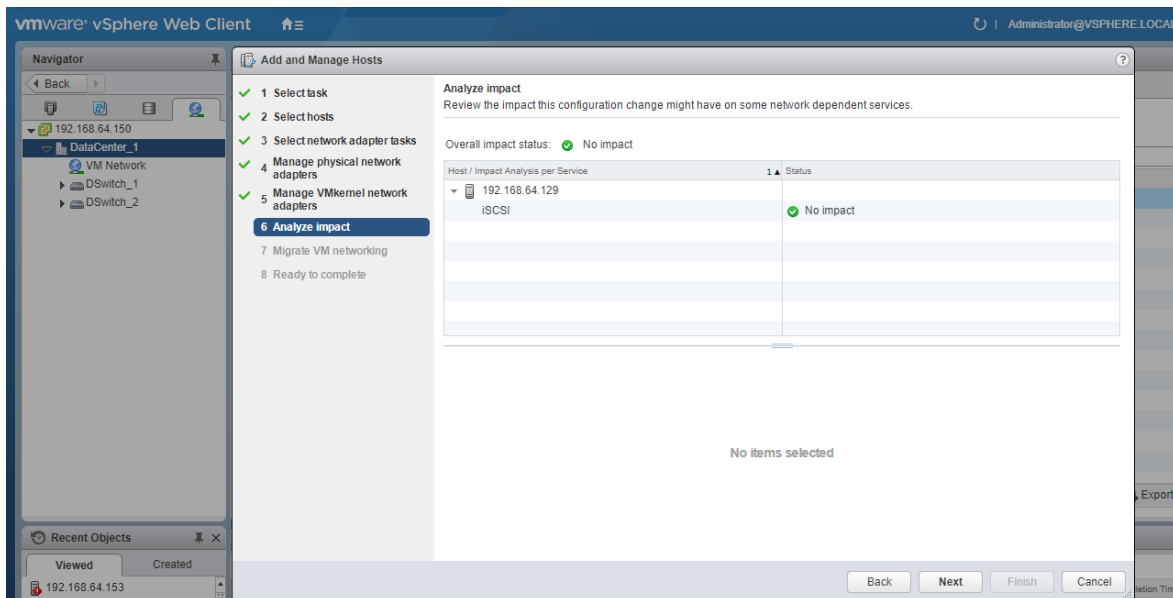 vmware® vSphere Web Client
Administrator@VSPHERE.LOCAL
Navigator
Back
192.168.64.150
DataCenter_1
VM Network
DSwitch_1
DSwitch_2
Recent Objects
Viewed Created
192.168.64.153
Add and Manage Hosts
?
1 Select task
2 Select hosts
3 Select network adapter tasks
4 Manage physical network
adapters
5 Manage VMkernel network
adapters
6 Analyze impact
7 Migrate VM networking
8 Ready to complete
Analyze impact
Review the impact this configuration change might have on some network dependent services.
Overall impact status: No impact
Host / Impact Analysis per Service 1 ▲ Status
192.168.64.129
iSCSI No impact
No items selected
Back Next Finish Cancel
Export